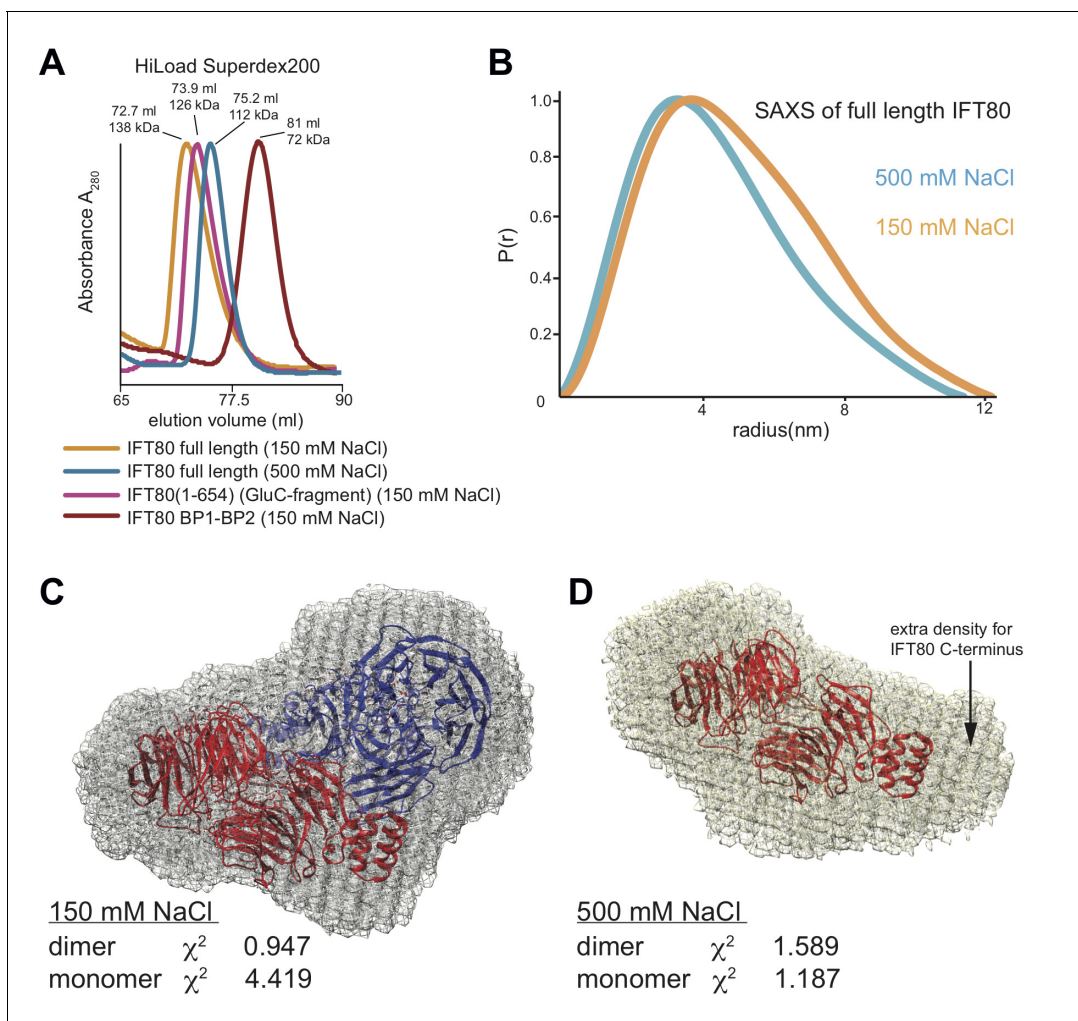 A
HiLoad Superdex200
72.7 ml
138 kDa
73.9 ml
126 kDa
75.2 ml
112 kDa
81 ml
72 kDa
Absorbance A280
65
77.5
90
elution volume (ml)
IFT80 full length (150 mM NaCl)
IFT80 full length (500 mM NaCl)
IFT80(1-654) (GluC-fragment) (150 mM NaCl)
IFT80 BP1-BP2 (150 mM NaCl)
B
SAXS of full length IFT80
500 mM NaCl
150 mM NaCl
P(r)
1.0
0.8
0.6
0.4
0.2
0
4
8
12
radius(nm)
C
150 mM NaCl
dimer χ² 0.947
monomer χ² 4.419
D
extra density for
IFT80 C-terminus
500 mM NaCl
dimer χ² 1.589
monomer χ² 1.187